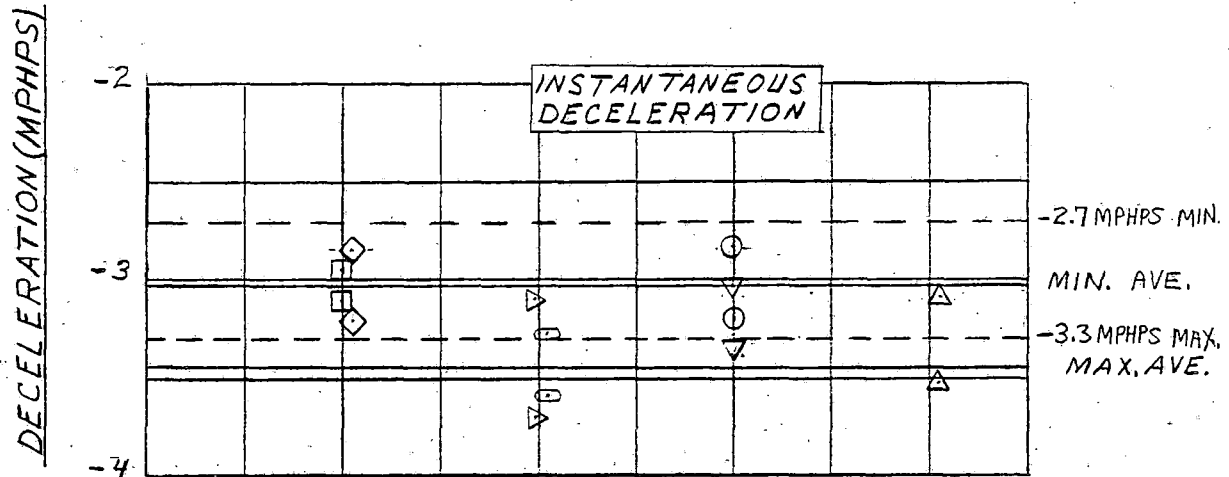 DECELERATION (MPHPS)
-2
-3
-4
INSTANTANEOUS
DECELERATION
-2.7 MPHPS MIN.
MIN. AVE.
-3.3 MPHPS MAX.
MAX. AVE.